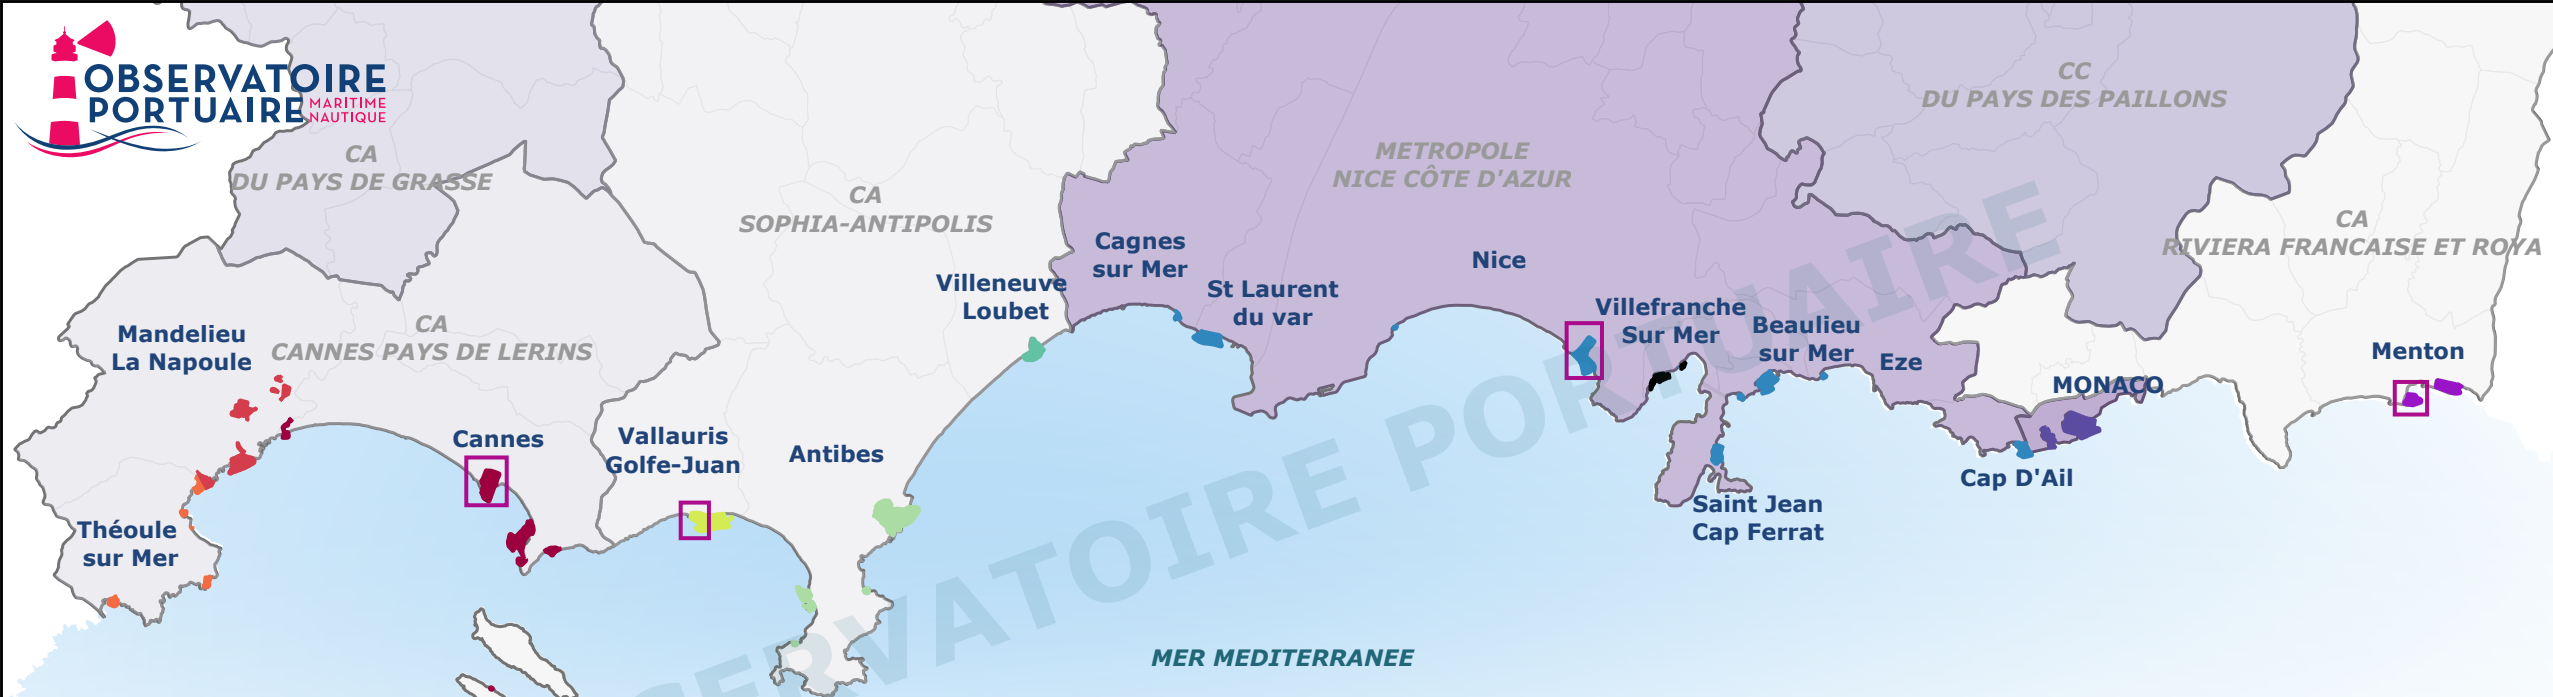 OBSERVATOIRE
PORTUAIRE
MARITIME
NAUTIQUE
CA
DU PAYS DE GRASSE
CA
SOPHIA-ANTIPOLIS
METROPOLE
NICE CÔTE D'AZUR
CC
DU PAYS DES PAILLONS
CA
RIVIERA FRANCAISE ET ROYA
CA
CANNES PAYS DE LERINS
Mandelieu
La Napoule
Théoule
sur Mer
Cannes
Vallauris
Golfe-Juan
Antibes
Villeneuve
Loubet
Cagnes
sur Mer
St Laurent
du var
Nice
Villefranche
Sur Mer
Beaulieu
sur Mer
Eze
MONACO
Menton
Cap D'Ail
Saint Jean
Cap Ferrat
MER MEDITERRANEE
SERVATOIRE PORTUAIRE